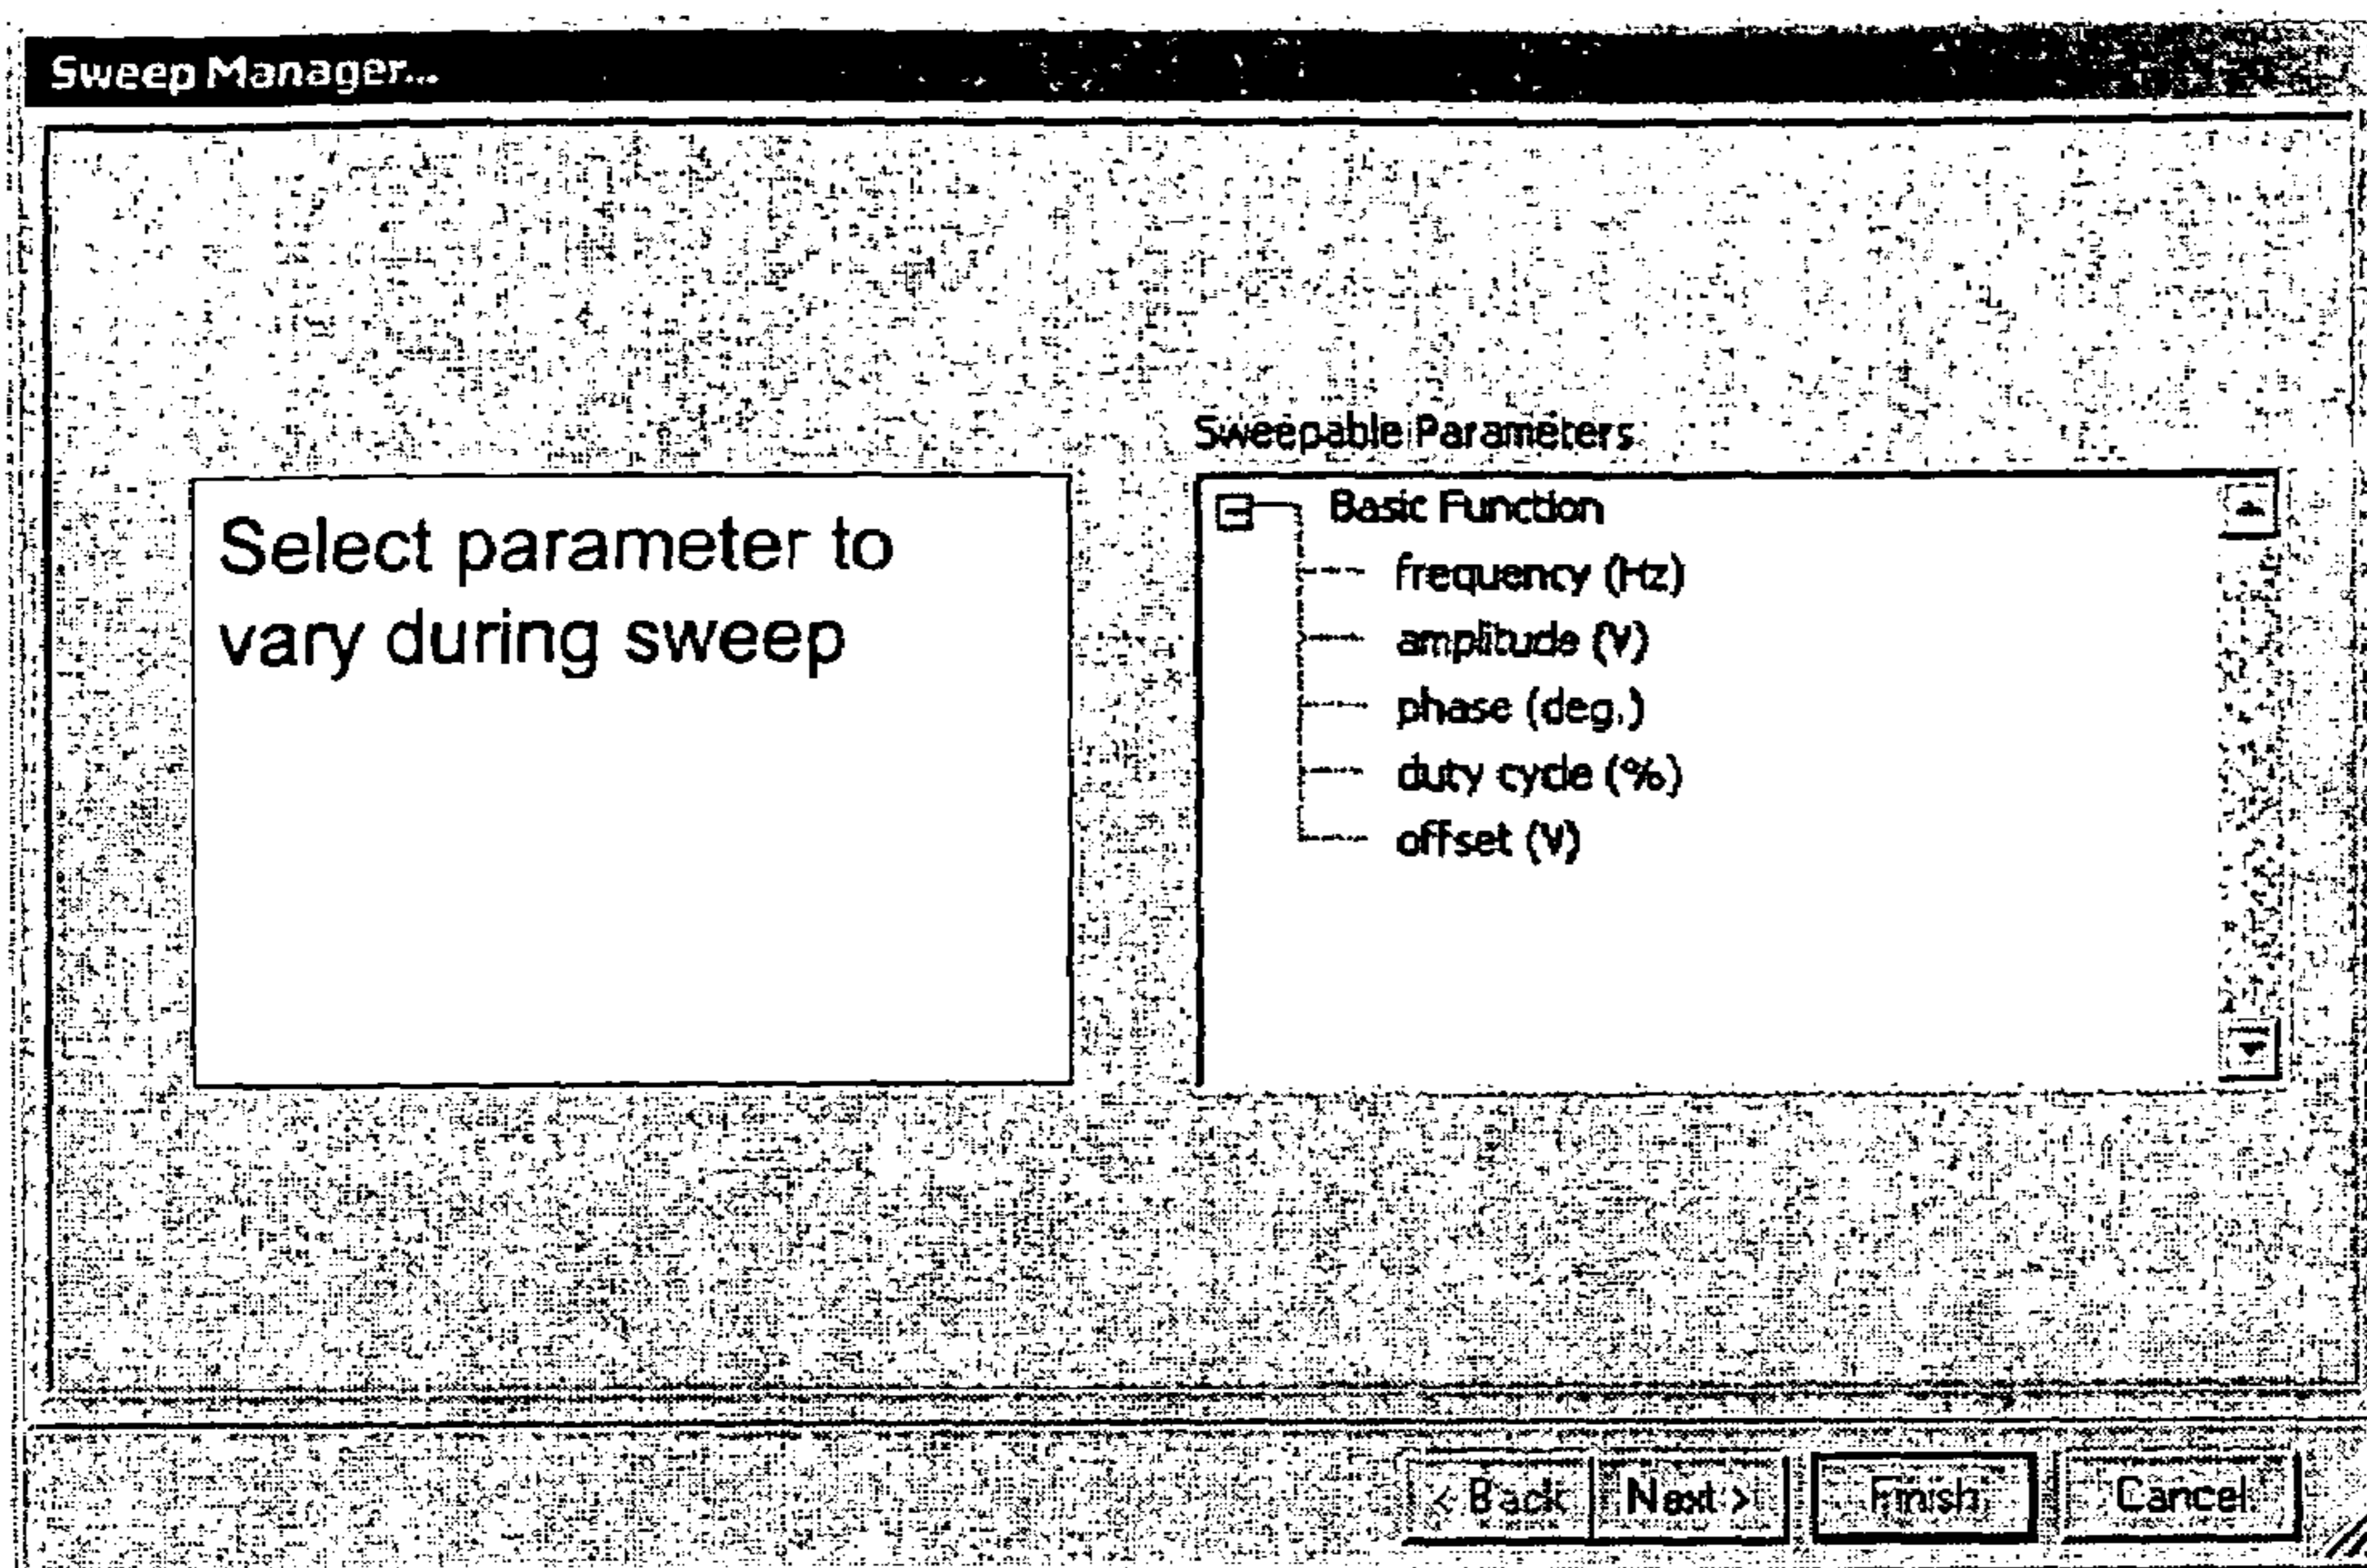 Sweep Manager...
Sweepable Parameters
Select parameter to
vary during sweep
Basic Function
frequency (Hz)
amplitude (V)
phase (deg.)
duty cycle (%)
offset (V)
< Back
Next >
Finish
Cancel